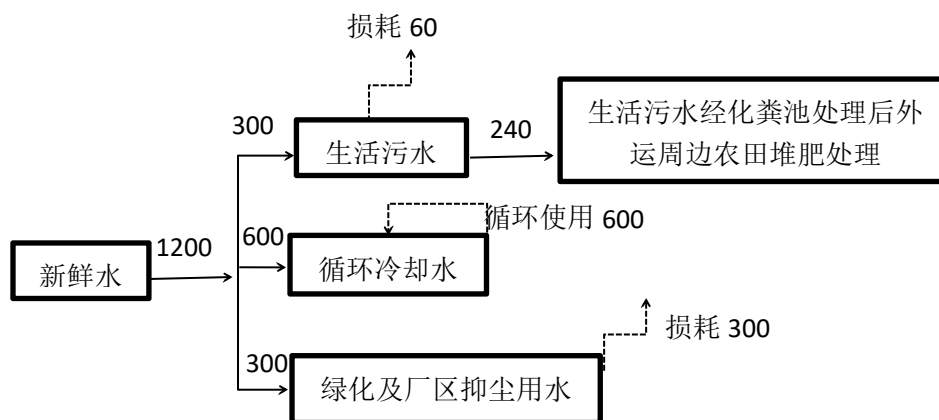 损耗 60
300
生活污水
240
生活污水经化粪池处理后外
运周边农田堆肥处理
循环使用 600
新鲜水
1200
600
循环冷却水
损耗 300
300
绿化及厂区抑尘用水